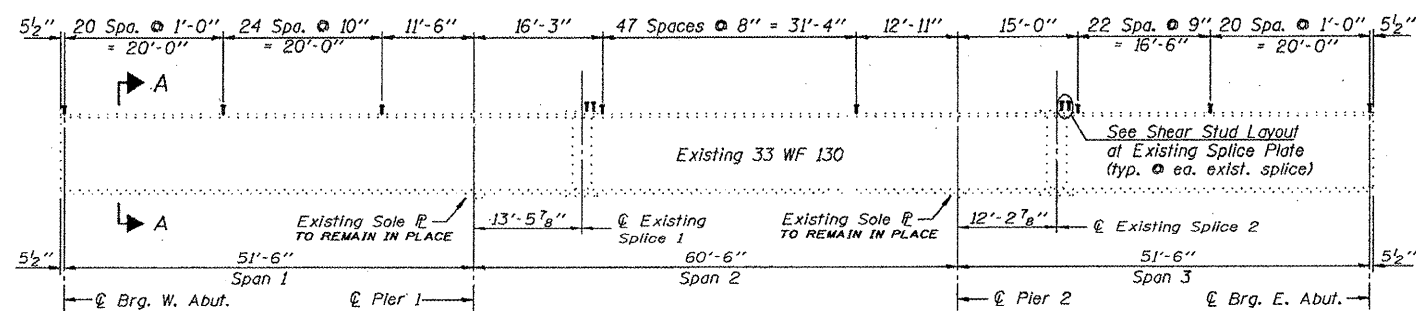 5½" 20 Spa. @ 1'-0" = 20'-0"
24 Spa. @ 10" = 20'-0"
11'-6"
16'-3"
47 Spaces @ 8" = 31'-4"
12'-11"
15'-0"
22 Spa. @ 9" = 16'-6"
20 Spa. @ 1'-0" = 20'-0"
5½"
A
See Shear Stud Layout
at Existing Splice Plate
(typ. @ ea. exist. splice)
Existing 33 WF 130
A
Existing Sole ℙL
TO REMAIN IN PLACE
13'-5⅞"
℄ Existing
Splice 1
Existing Sole ℙL
TO REMAIN IN PLACE
12'-2⅞"
℄ Existing Splice 2
5½"
51'-6"
Span 1
60'-6"
Span 2
51'-6"
Span 3
5½"
℄ Brg. W. Abut.
℄ Pier 1
℄ Pier 2
℄ Brg. E. Abut.